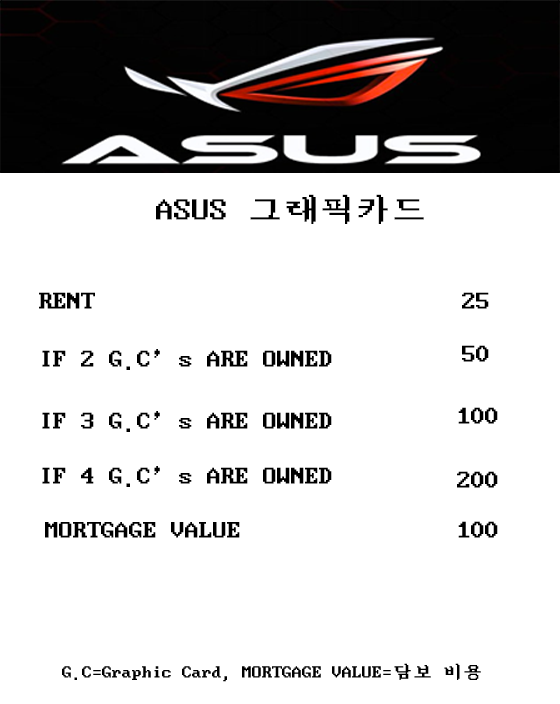 ASUS
ASUS 그래픽카드
RENT 25
IF 2 G.C's ARE OWNED 50
IF 3 G.C's ARE OWNED 100
IF 4 G.C's ARE OWNED 200
MORTGAGE VALUE 100
G.C=Graphic Card, MORTGAGE VALUE=담보 비용